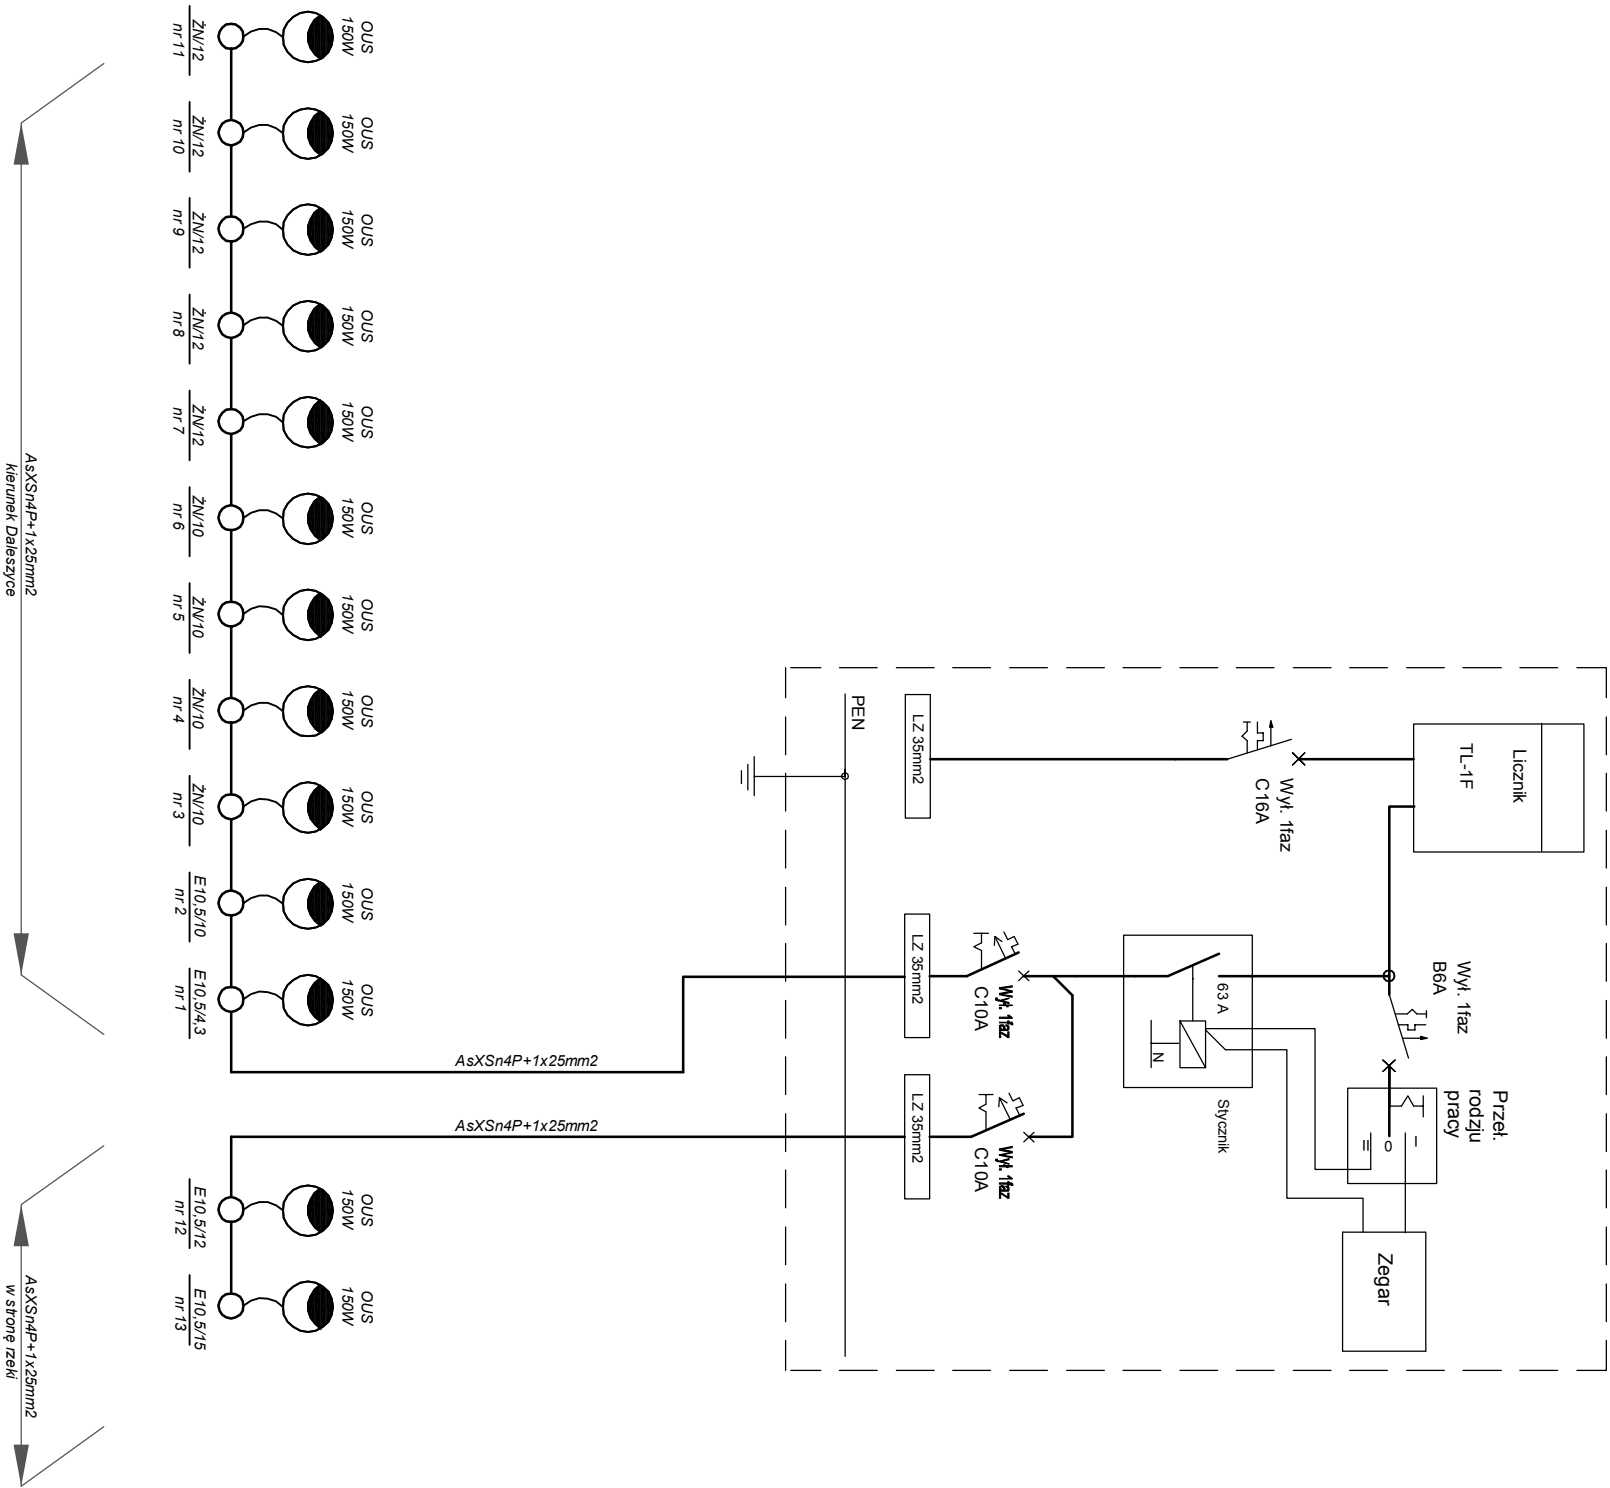 OUS
150W
ŻN/12
nr 11
OUS
150W
ŻN/12
nr 10
OUS
150W
ŻN/12
nr 9
OUS
150W
ŻN/12
nr 8
OUS
150W
ŻN/12
nr 7
OUS
150W
ŻN/10
nr 6
OUS
150W
ŻN/10
nr 5
OUS
150W
ŻN/10
nr 4
OUS
150W
ŻN/10
nr 3
OUS
150W
E10,5/10
nr 2
OUS
150W
E10,5/4,3
nr 1
AsXSn4P+1x25mm2
kierunek Daleszyce
AsXSn4P+1x25mm2
AsXSn4P+1x25mm2
OUS
150W
E10,5/12
nr 12
OUS
150W
E10,5/15
nr 13
AsXSn4P+1x25mm2
w stronę rzeki
Licznik
TL-1F
Wył. 1faz
C16A
LZ 35mm2
PEN
Wył. 1faz
B6A
Przeł.
rodzju
pracy
I
O
II
Zegar
63 A
N
Stycznik
Wył. 1faz
C10A
LZ 35mm2
Wył. 1faz
C10A
LZ 35mm2